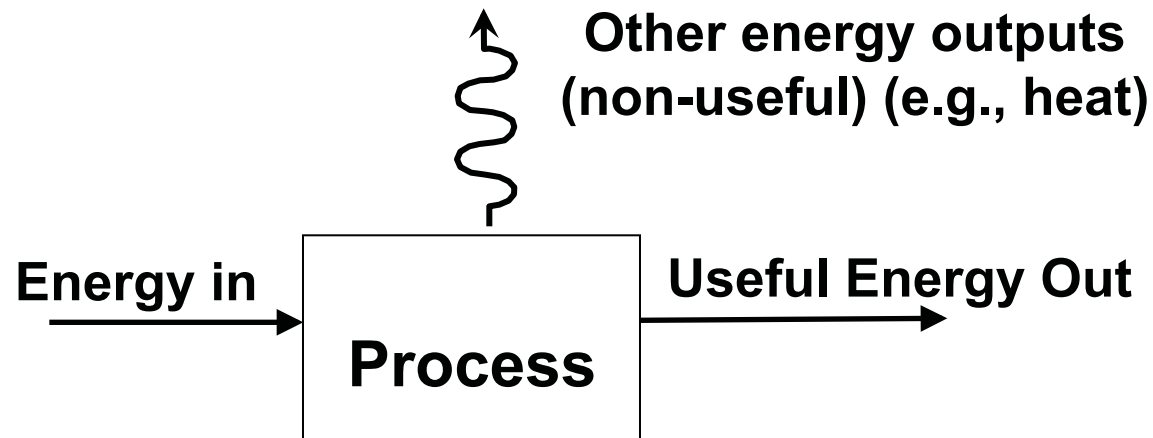 Other energy outputs
(non-useful) (e.g., heat)
Energy in
Useful Energy Out
Process